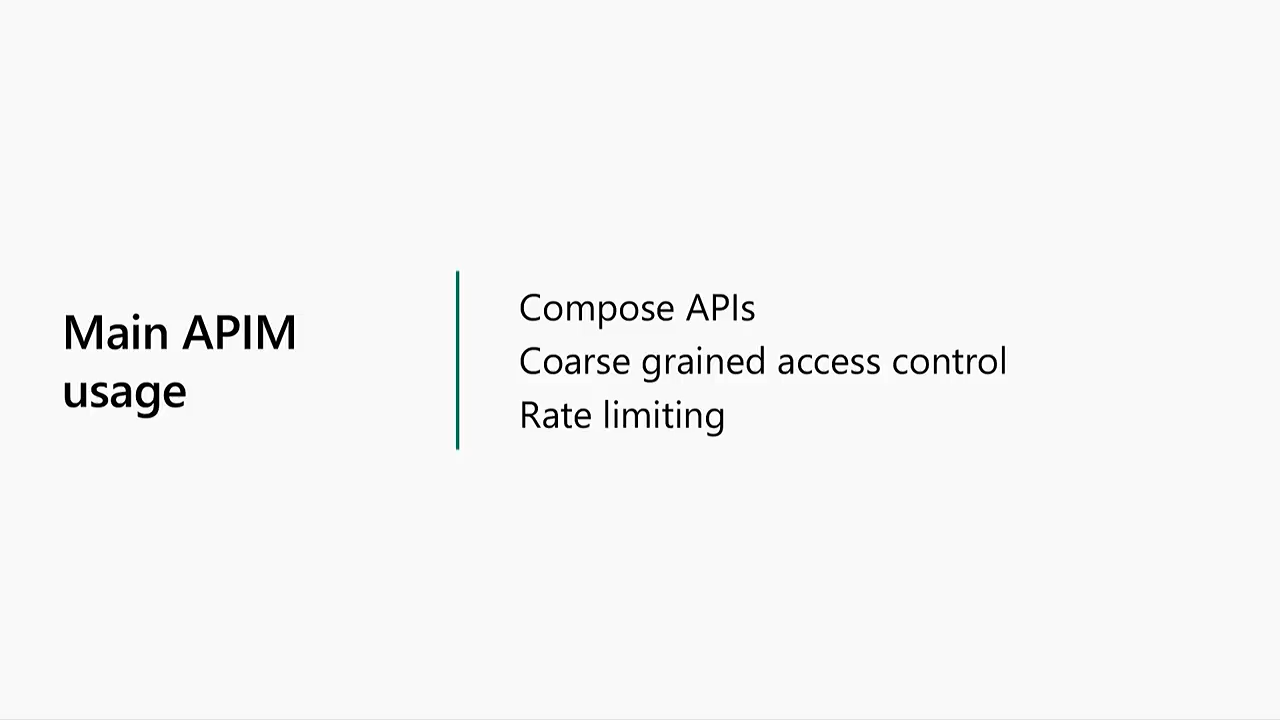 Main APIM
usage
Compose APIs
Coarse grained access control
Rate limiting